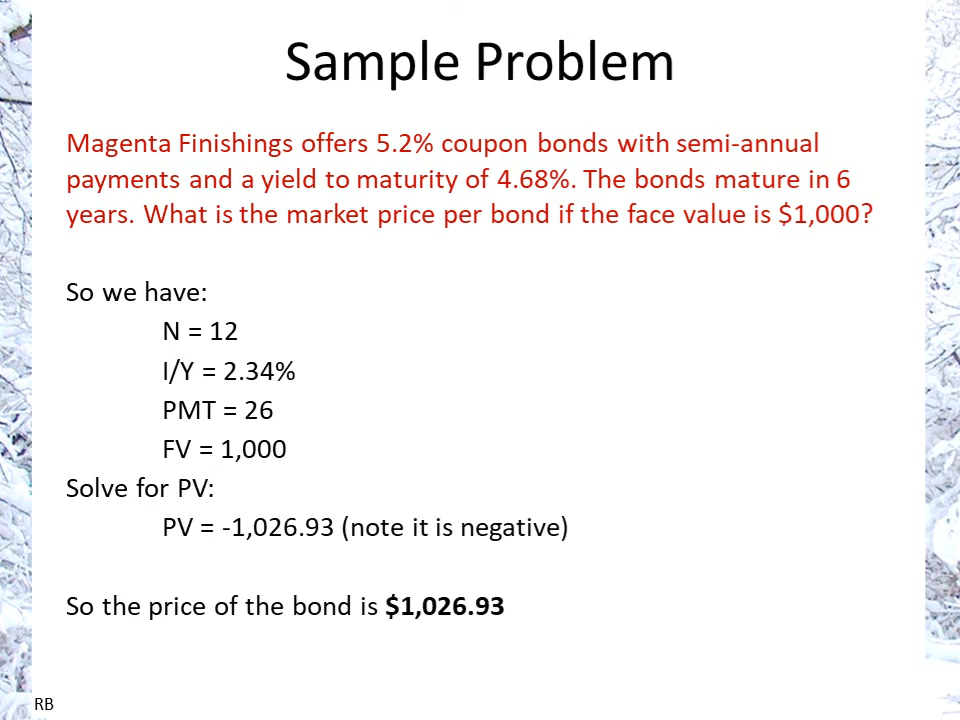 Sample Problem
Magenta Finishings offers 5.2% coupon bonds with semi-annual
payments and a yield to maturity of 4.68%. The bonds mature in 6
years. What is the market price per bond if the face value is $1,000?
So we have:
N = 12
I/Y = 2.34%
PMT = 26
FV = 1,000
Solve for PV:
PV = -1,026.93 (note it is negative)
So the price of the bond is $1,026.93
RB